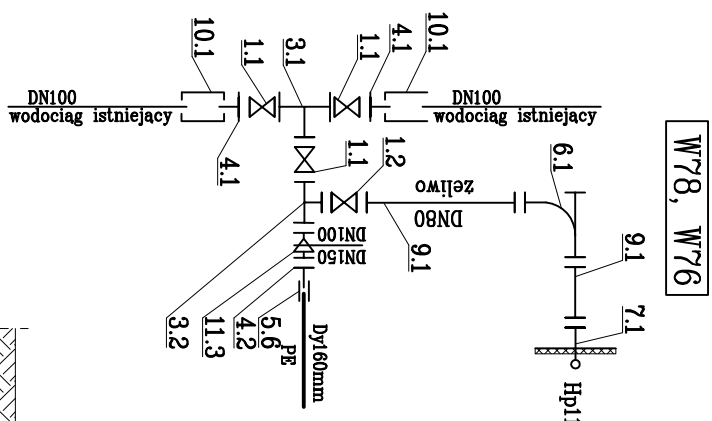 W78, W76
10.1
1.1
3.1
1.1
4.1
10.1
DN100
wodociąg istniejący
DN100
wodociąg istniejący
4.1
1.1
1.2
6.1
żeliwo
DN80
9.1
9.1
7.1
DN100
DN150
3.2
11.3
4.2
5.6
PE
Dy160mm